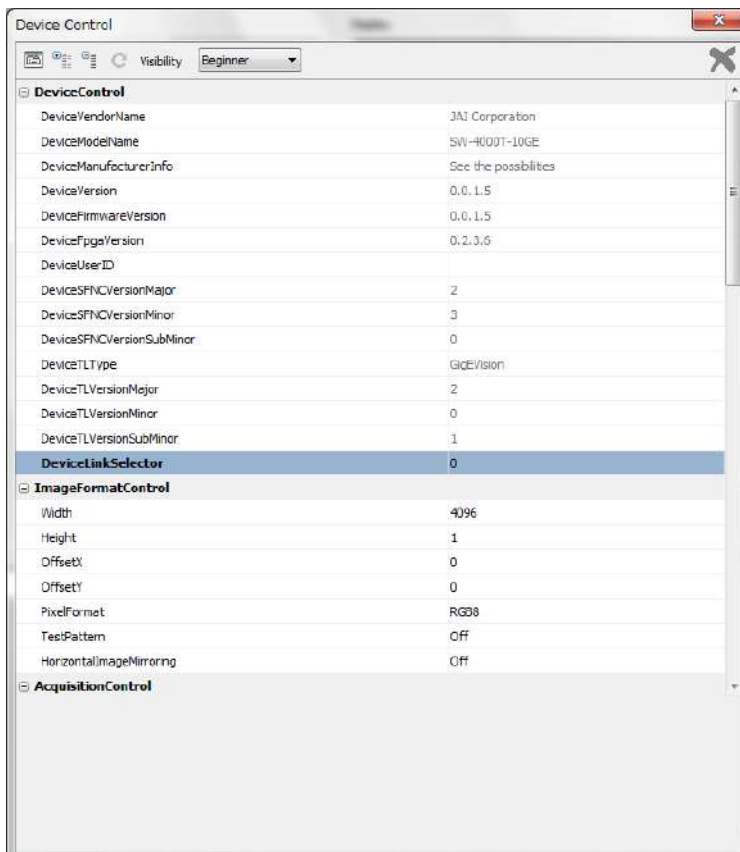 Device Control
Visibility Beginner
DeviceControl
DeviceVendorName JAI Corporation
DeviceModelName SW-4000T-10GE
DeviceManufacturerInfo See the possibilities
DeviceVersion 0.0.1.5
DeviceFirmwareVersion 0.0.1.5
DeviceFpgaVersion 0.2.3.6
DeviceUserID
DeviceSFNCVersionMajor 2
DeviceSFNCVersionMinor 3
DeviceSFNCVersionSubMinor 0
DeviceTLType GigEVision
DeviceTLVersionMajor 2
DeviceTLVersionMinor 0
DeviceTLVersionSubMinor 1
DeviceLinkSelector 0
ImageFormatControl
Width 4096
Height 1
OffsetX 0
OffsetY 0
PixelFormat RGB8
TestPattern Off
HorizontalImageMirroring Off
AcquisitionControl